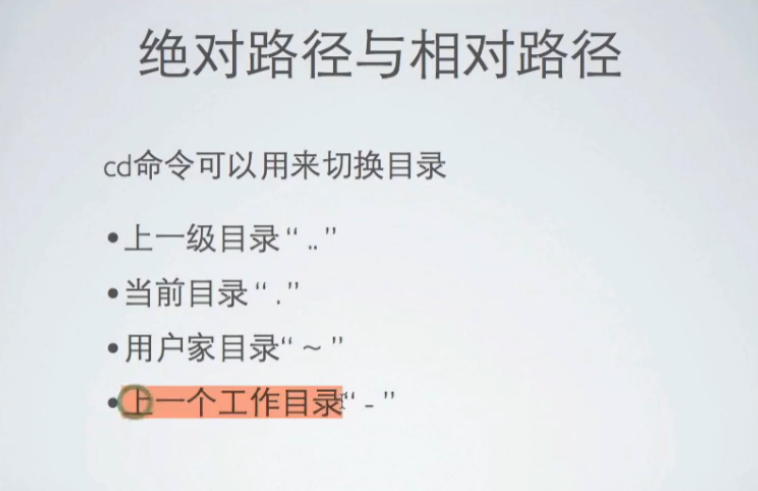 绝对路径与相对路径
cd命令可以用来切换目录
•上一级目录“ .. ”
•当前目录“ . ”
•用户家目录“ ~ ”
•上一个工作目录“ - ”